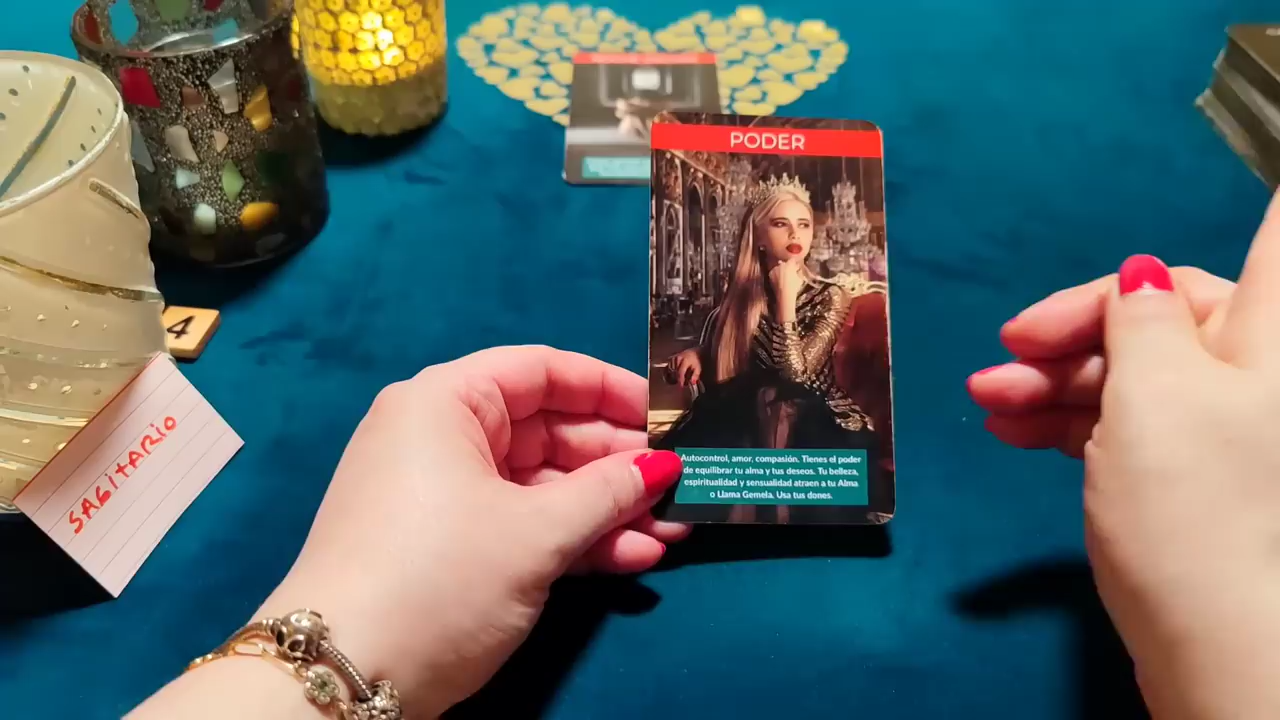 PODER
Autocontrol, amor, compasión. Tienes el poder
de equilibrar tu alma y tus deseos. Tu belleza,
espiritualidad y sensualidad atraen a tu Alma
o Llama Gemela. Usa tus dones.
4
SAGITARIO